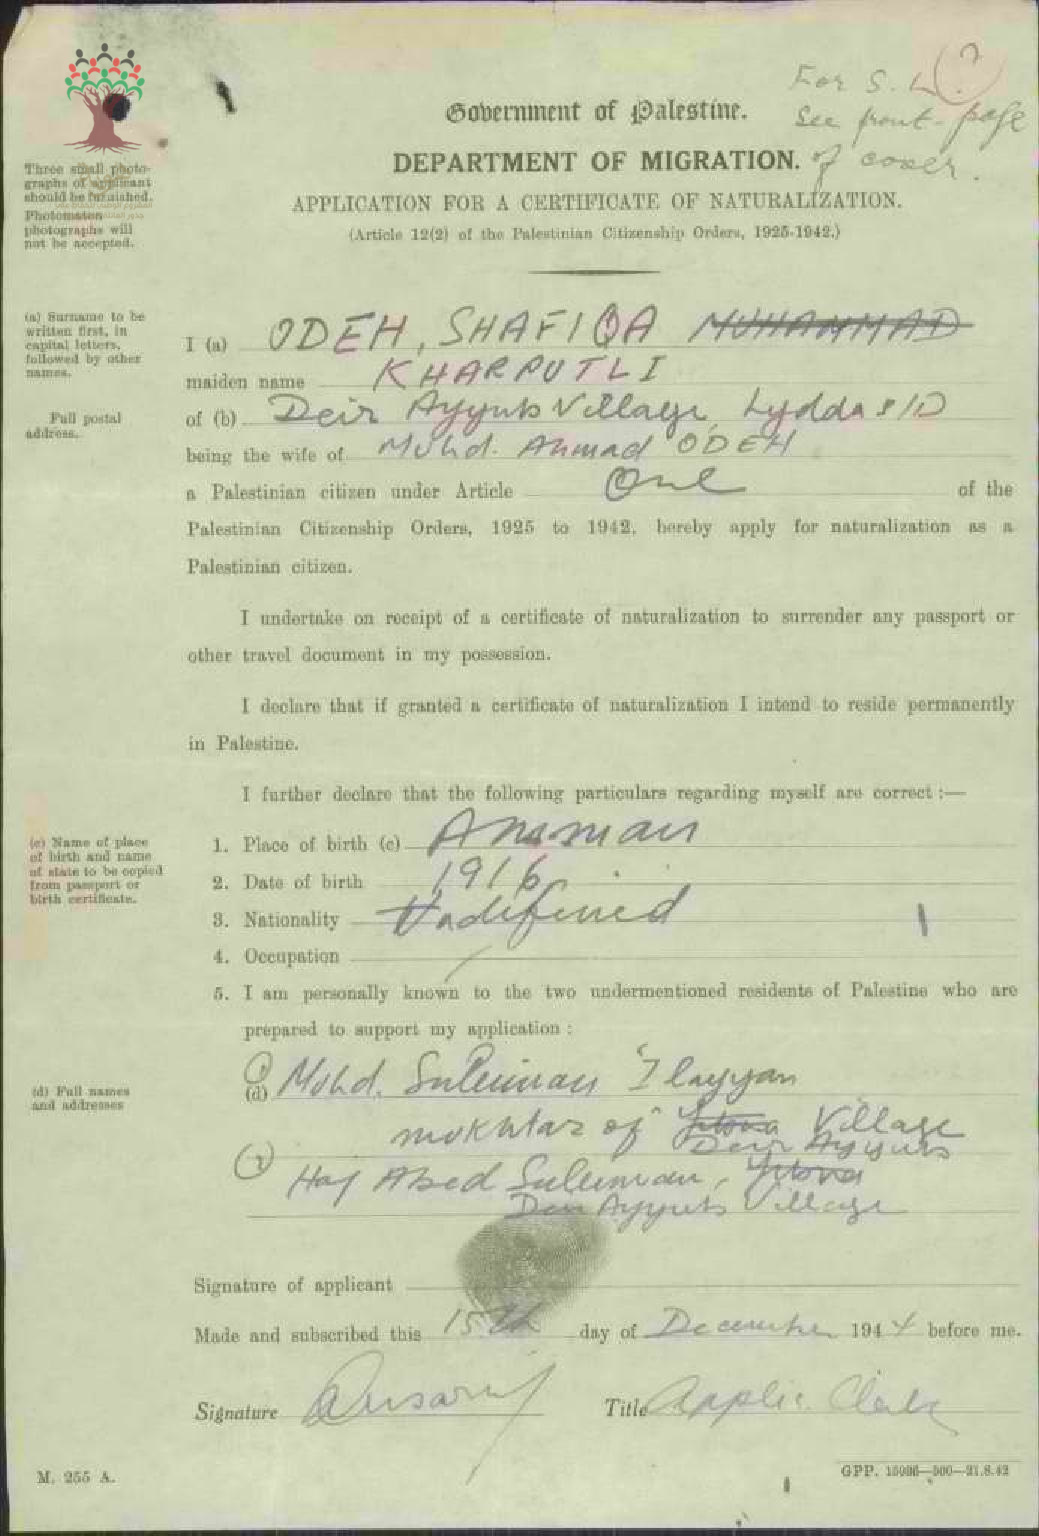 For S. L. ?
See front-page
of cover.
Government of Palestine.
DEPARTMENT OF MIGRATION.
APPLICATION FOR A CERTIFICATE OF NATURALIZATION.
(Article 12(2) of the Palestinian Citizenship Orders, 1925-1942.)
Three small photo-
graphs of applicant
should be furnished.
Photomaton
photographs will
not be accepted.
(a) Surname to be
written first, in
capital letters,
followed by other
names.
I (a) ODEH, SHAFIQA MUHAMMAD
maiden name KHARPUTLI
Full postal
address.
of (b) Deir Ayyub Village, Lydda S/D
being the wife of Muhd. Ahmad ODEH
a Palestinian citizen under Article One of the
Palestinian Citizenship Orders, 1925 to 1942, hereby apply for naturalization as a
Palestinian citizen.
I undertake on receipt of a certificate of naturalization to surrender any passport or
other travel document in my possession.
I declare that if granted a certificate of naturalization I intend to reside permanently
in Palestine.
I further declare that the following particulars regarding myself are correct :—
(c) Name of place
of birth and name
of state to be copied
from passport or
birth certificate.
1. Place of birth (c) Amman
2. Date of birth 1916
3. Nationality Undefined
4. Occupation
5. I am personally known to the two undermentioned residents of Palestine who are
prepared to support my application :
(d) Full names
and addresses
(1)
(d) Muhd. Suleiman 'Ilayyan
mukhtar of Village
Deir Ayyub
(2) Haj Abed Suleiman,
Deir Ayyub Village
Signature of applicant
Made and subscribed this 15th day of December 1944 before me.
Signature Title Applic. Clerk
M. 255 A.
GPP. 15096—500—21.8.42